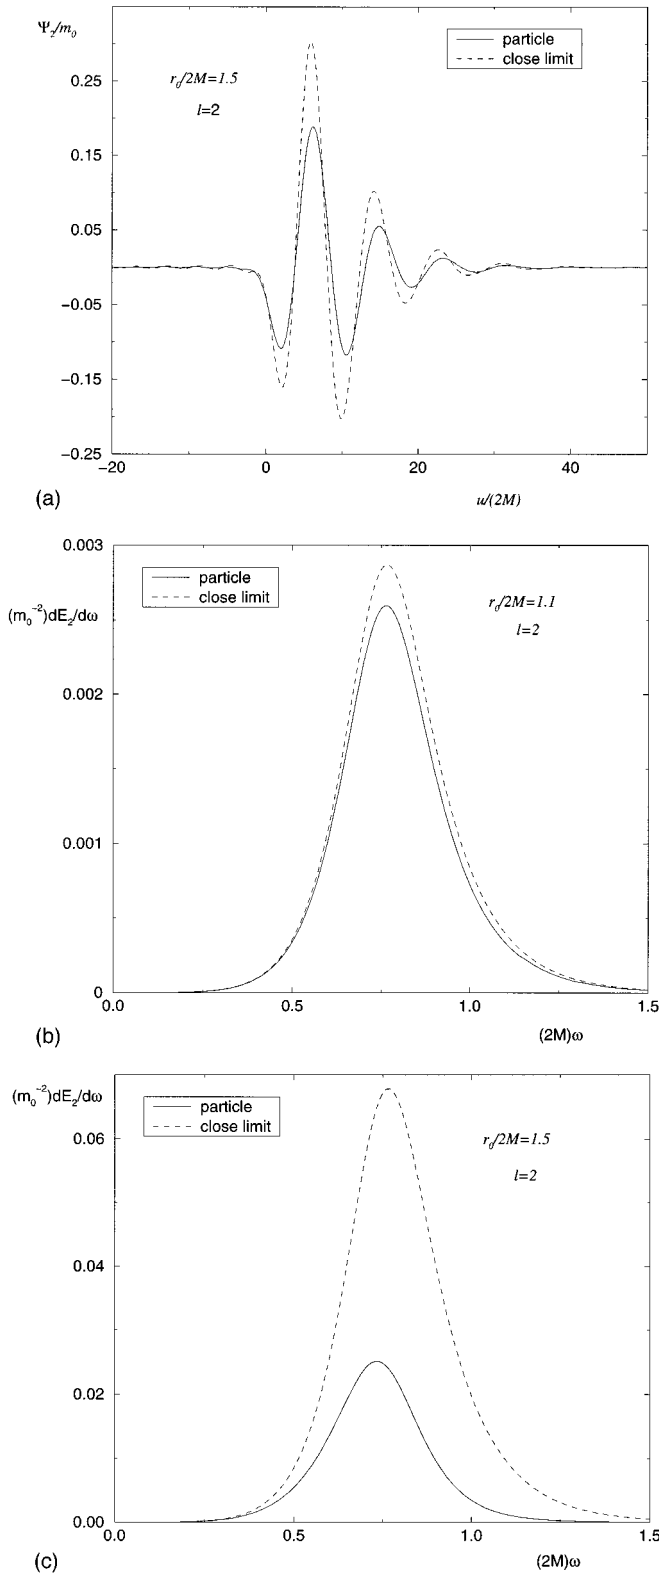 Ψ₂/m₀
particle
close limit
r₀/2M=1.5
l=2
0.25
0.15
0.05
−0.05
−0.15
−0.25
−20
0
20
40
(a)
u/(2M)
0.003
particle
close limit
(m₀⁻²)dE₂/dω
r₀/2M=1.1
l=2
0.002
0.001
0
0.0
0.5
1.0
1.5
(b)
(2M)ω
(m₀⁻²)dE₂/dω
particle
close limit
r₀/2M=1.5
l=2
0.06
0.04
0.02
0.00
0.0
0.5
1.0
1.5
(c)
(2M)ω